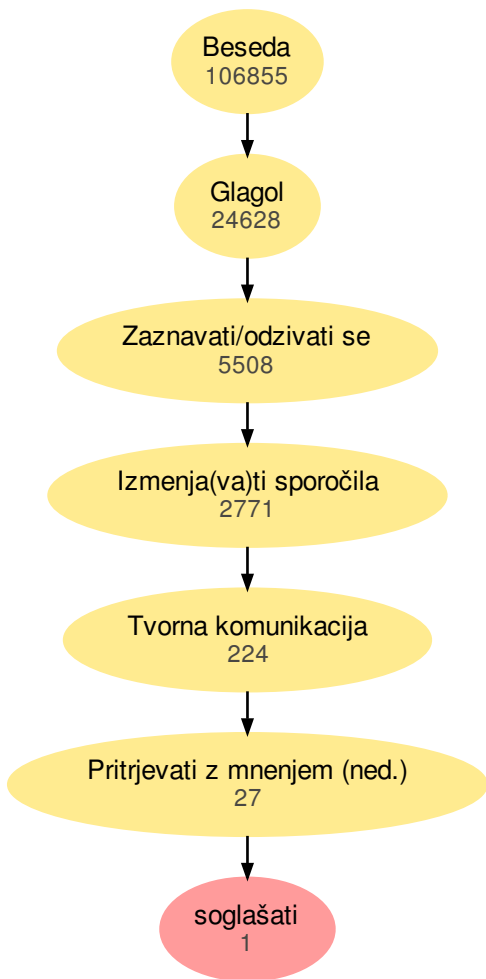 Beseda
106855
Glagol
24628
Zaznavati/odzivati se
5508
Izmenja(va)ti sporočila
2771
Tvorna komunikacija
224
Pritrjevati z mnenjem (ned.)
27
soglašati
1